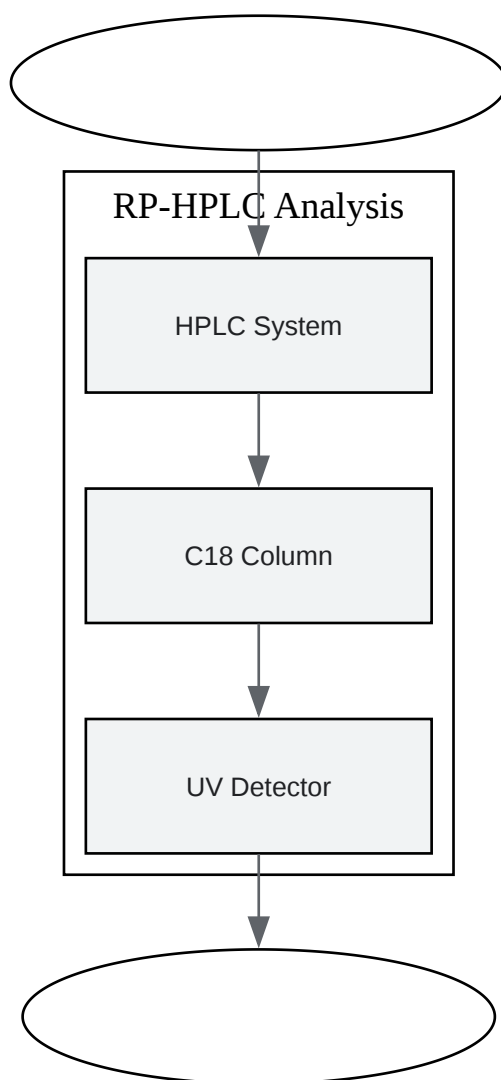 RP-HPLC Analysis
HPLC System
C18 Column
UV Detector